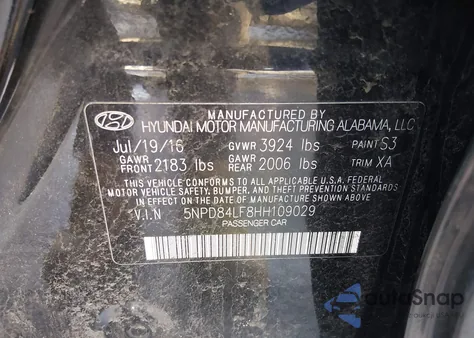 MANUFACTURED BY
HYUNDAI MOTOR MANUFACTURING ALABAMA, LLC
Jul/19/16 GVWR 3924 lbs PAINT S3
GAWR FRONT 2183 lbs GAWR REAR 2006 lbs TRIM XA
THIS VEHICLE CONFORMS TO ALL APPLICABLE U.S.A FEDERAL
MOTOR VEHICLE SAFETY, BUMPER, AND THEFT PREVENTION STANDARDS
IN EFFECT ON THE DATE OF MANUFACTURE SHOWN ABOVE.
V.I.N 5NPD84LF8HH109029
PASSENGER CAR
autoSnap